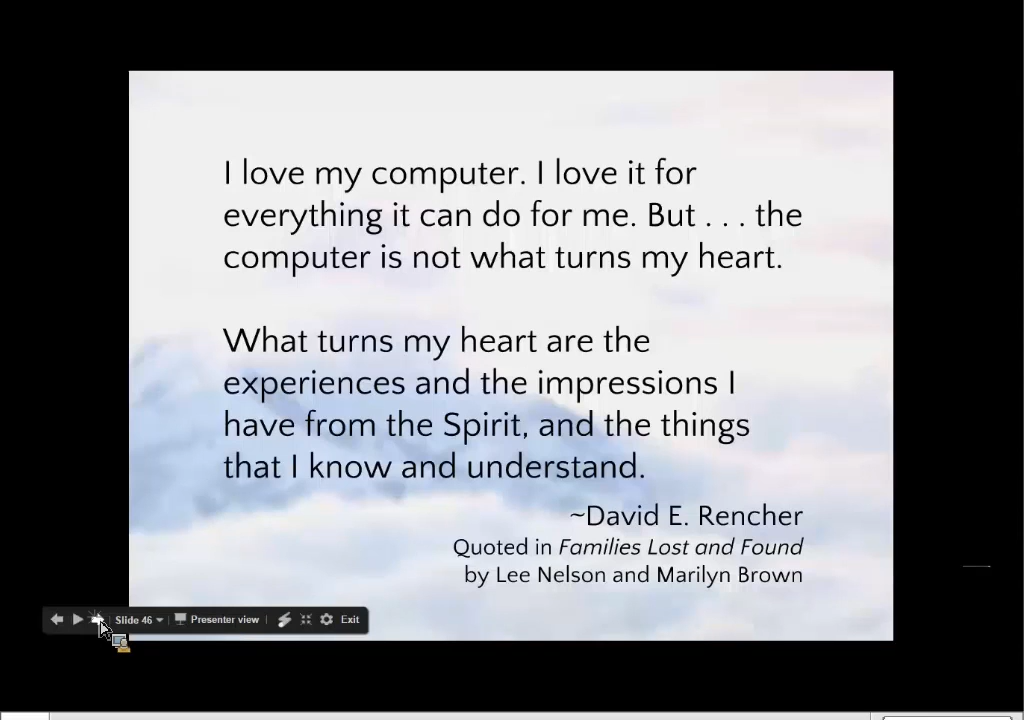 I love my computer. I love it for
everything it can do for me. But . . . the
computer is not what turns my heart.
What turns my heart are the
experiences and the impressions I
have from the Spirit, and the things
that I know and understand.
~David E. Rencher
Quoted in Families Lost and Found
by Lee Nelson and Marilyn Brown
Slide 46 Presenter view Exit